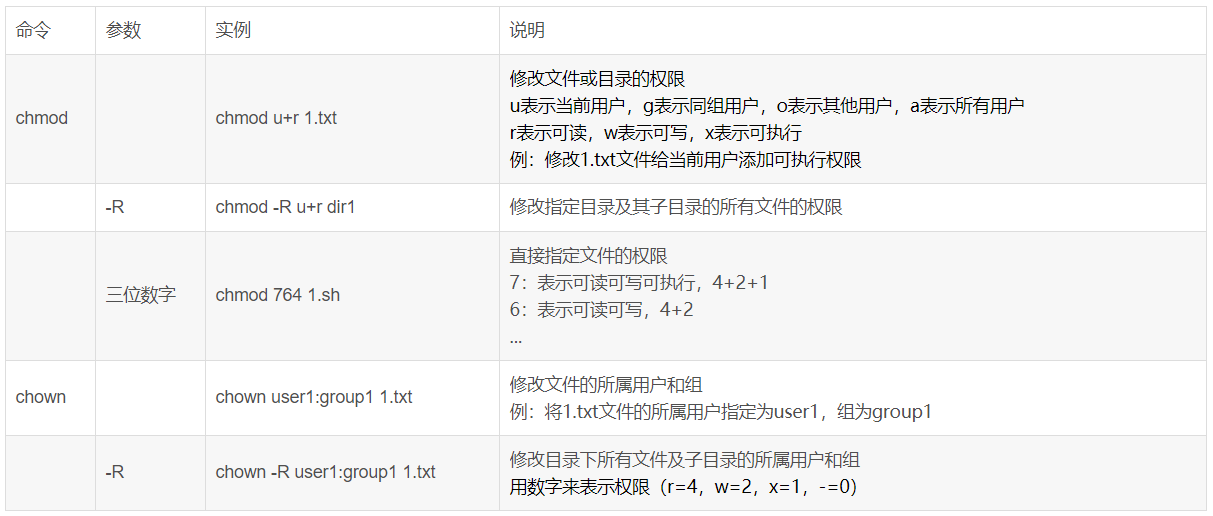 命令 参数 实例 说明
修改文件或目录的权限
u表示当前用户，g表示同组用户，o表示其他用户，a表示所有用户
chmod chmod u+r 1.txt
r表示可读，w表示可写，x表示可执行
例：修改1.txt文件给当前用户添加可执行权限
-R chmod -R u+r dir1 修改指定目录及其子目录的所有文件的权限
直接指定文件的权限
7：表示可读可写可执行，4+2+1
三位数字 chmod 764 1.sh
6：表示可读可写，4+2
...
修改文件的所属用户和组
chown chown user1:group1 1.txt
例：将1.txt文件的所属用户指定为user1，组为group1
修改目录下所有文件及子目录的所属用户和组
-R chown -R user1:group1 1.txt
用数字来表示权限（r=4，w=2，x=1，-=0）